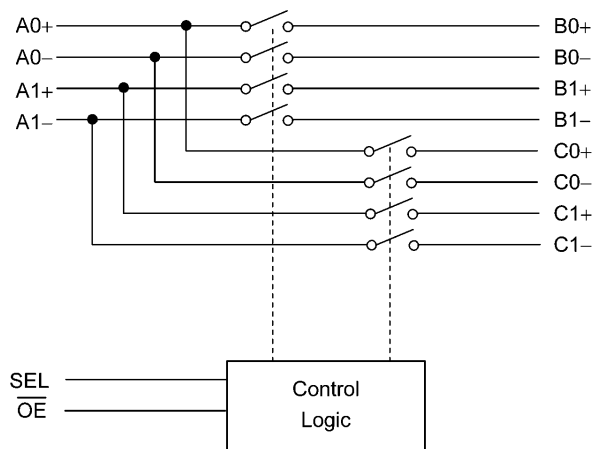 A0+ B0+
A0− B0−
A1+ B1+
A1− B1−
C0+
C0−
C1+
C1−
SEL
OE
Control
Logic